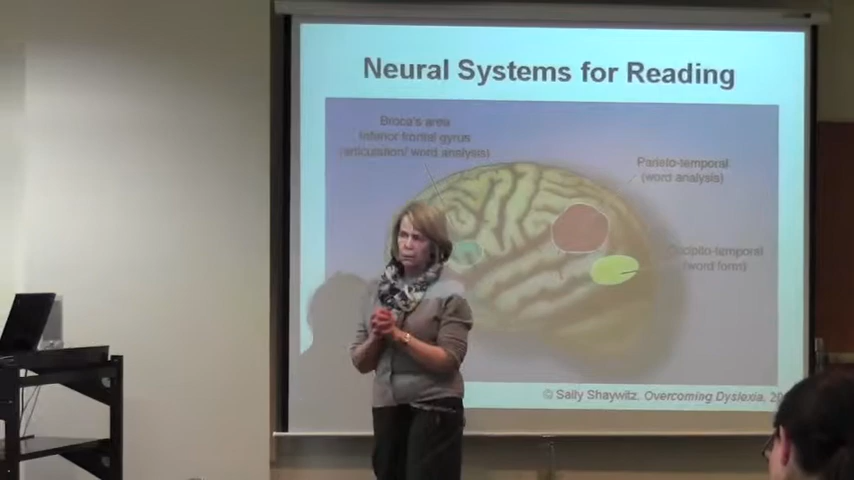 Neural Systems for Reading
Broca's area
Inferior frontal gyrus
(articulation/ word analysis)
Parieto-temporal
(word analysis)
Occipito-temporal
(word form)
© Sally Shaywitz, Overcoming Dyslexia, 20